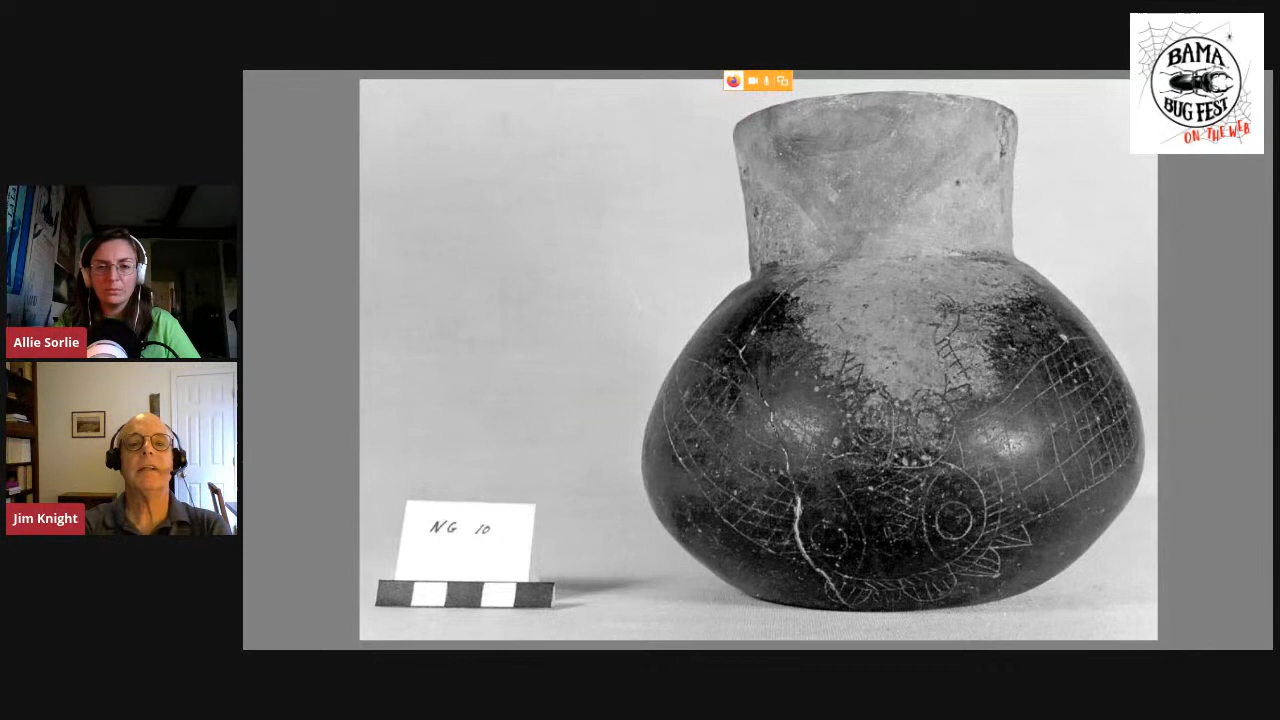 BAMA
BUG FEST
ON THE WEB
Allie Sorlie
Jim Knight
NG 10